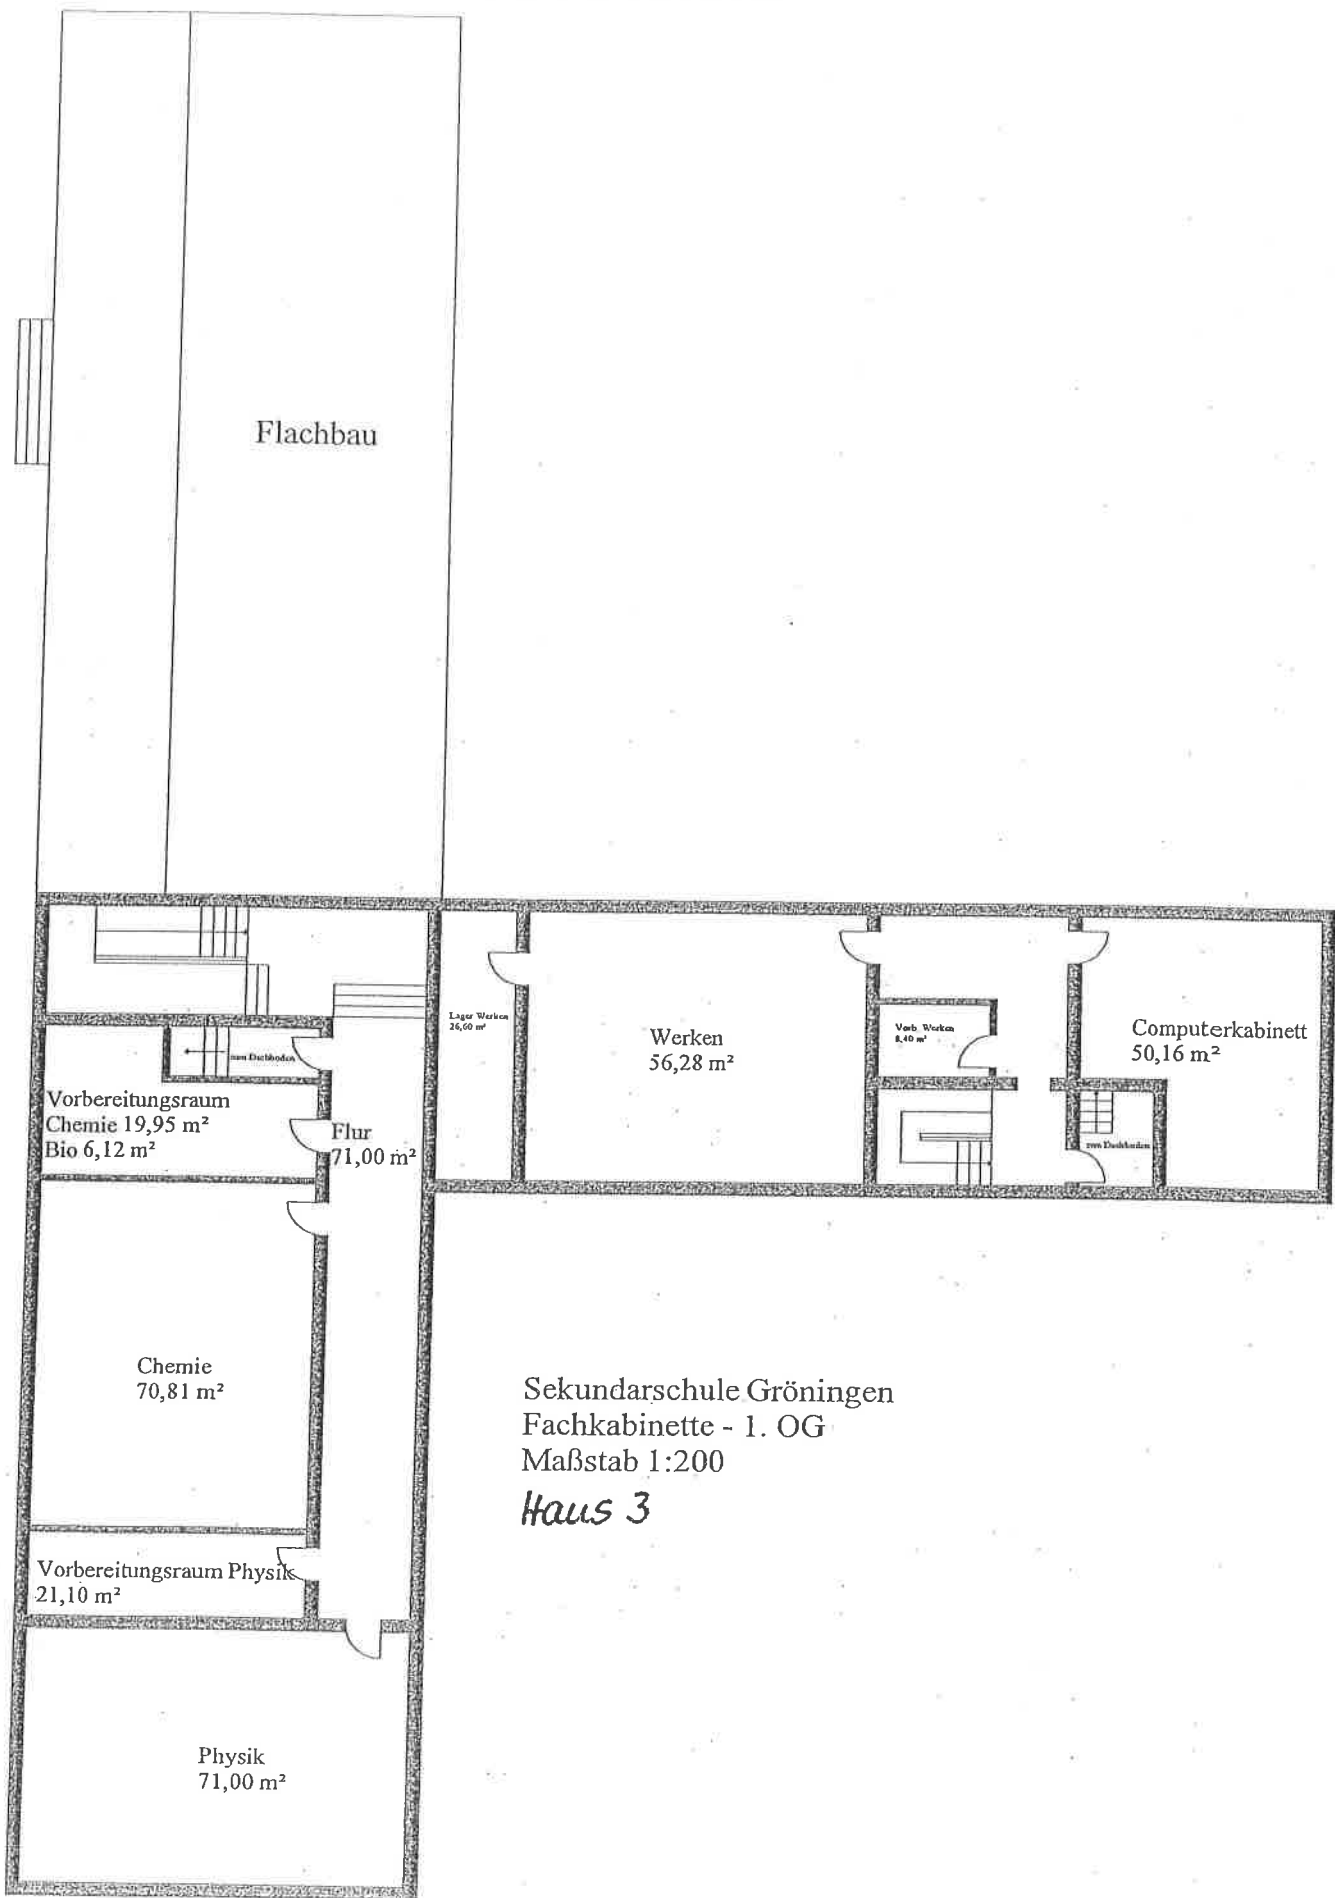 Flachbau
Lager Werken
26,60 m²
Werken
56,28 m²
Vorb. Werken
8,40 m²
Computerkabinett
50,16 m²
zum Dachboden
zum Dachboden
Vorbereitungsraum
Chemie 19,95 m²
Bio 6,12 m²
Flur
71,00 m²
Chemie
70,81 m²
Sekundarschule Gröningen
Fachkabinette - 1. OG
Maßstab 1:200
Haus 3
Vorbereitungsraum Physik
21,10 m²
Physik
71,00 m²